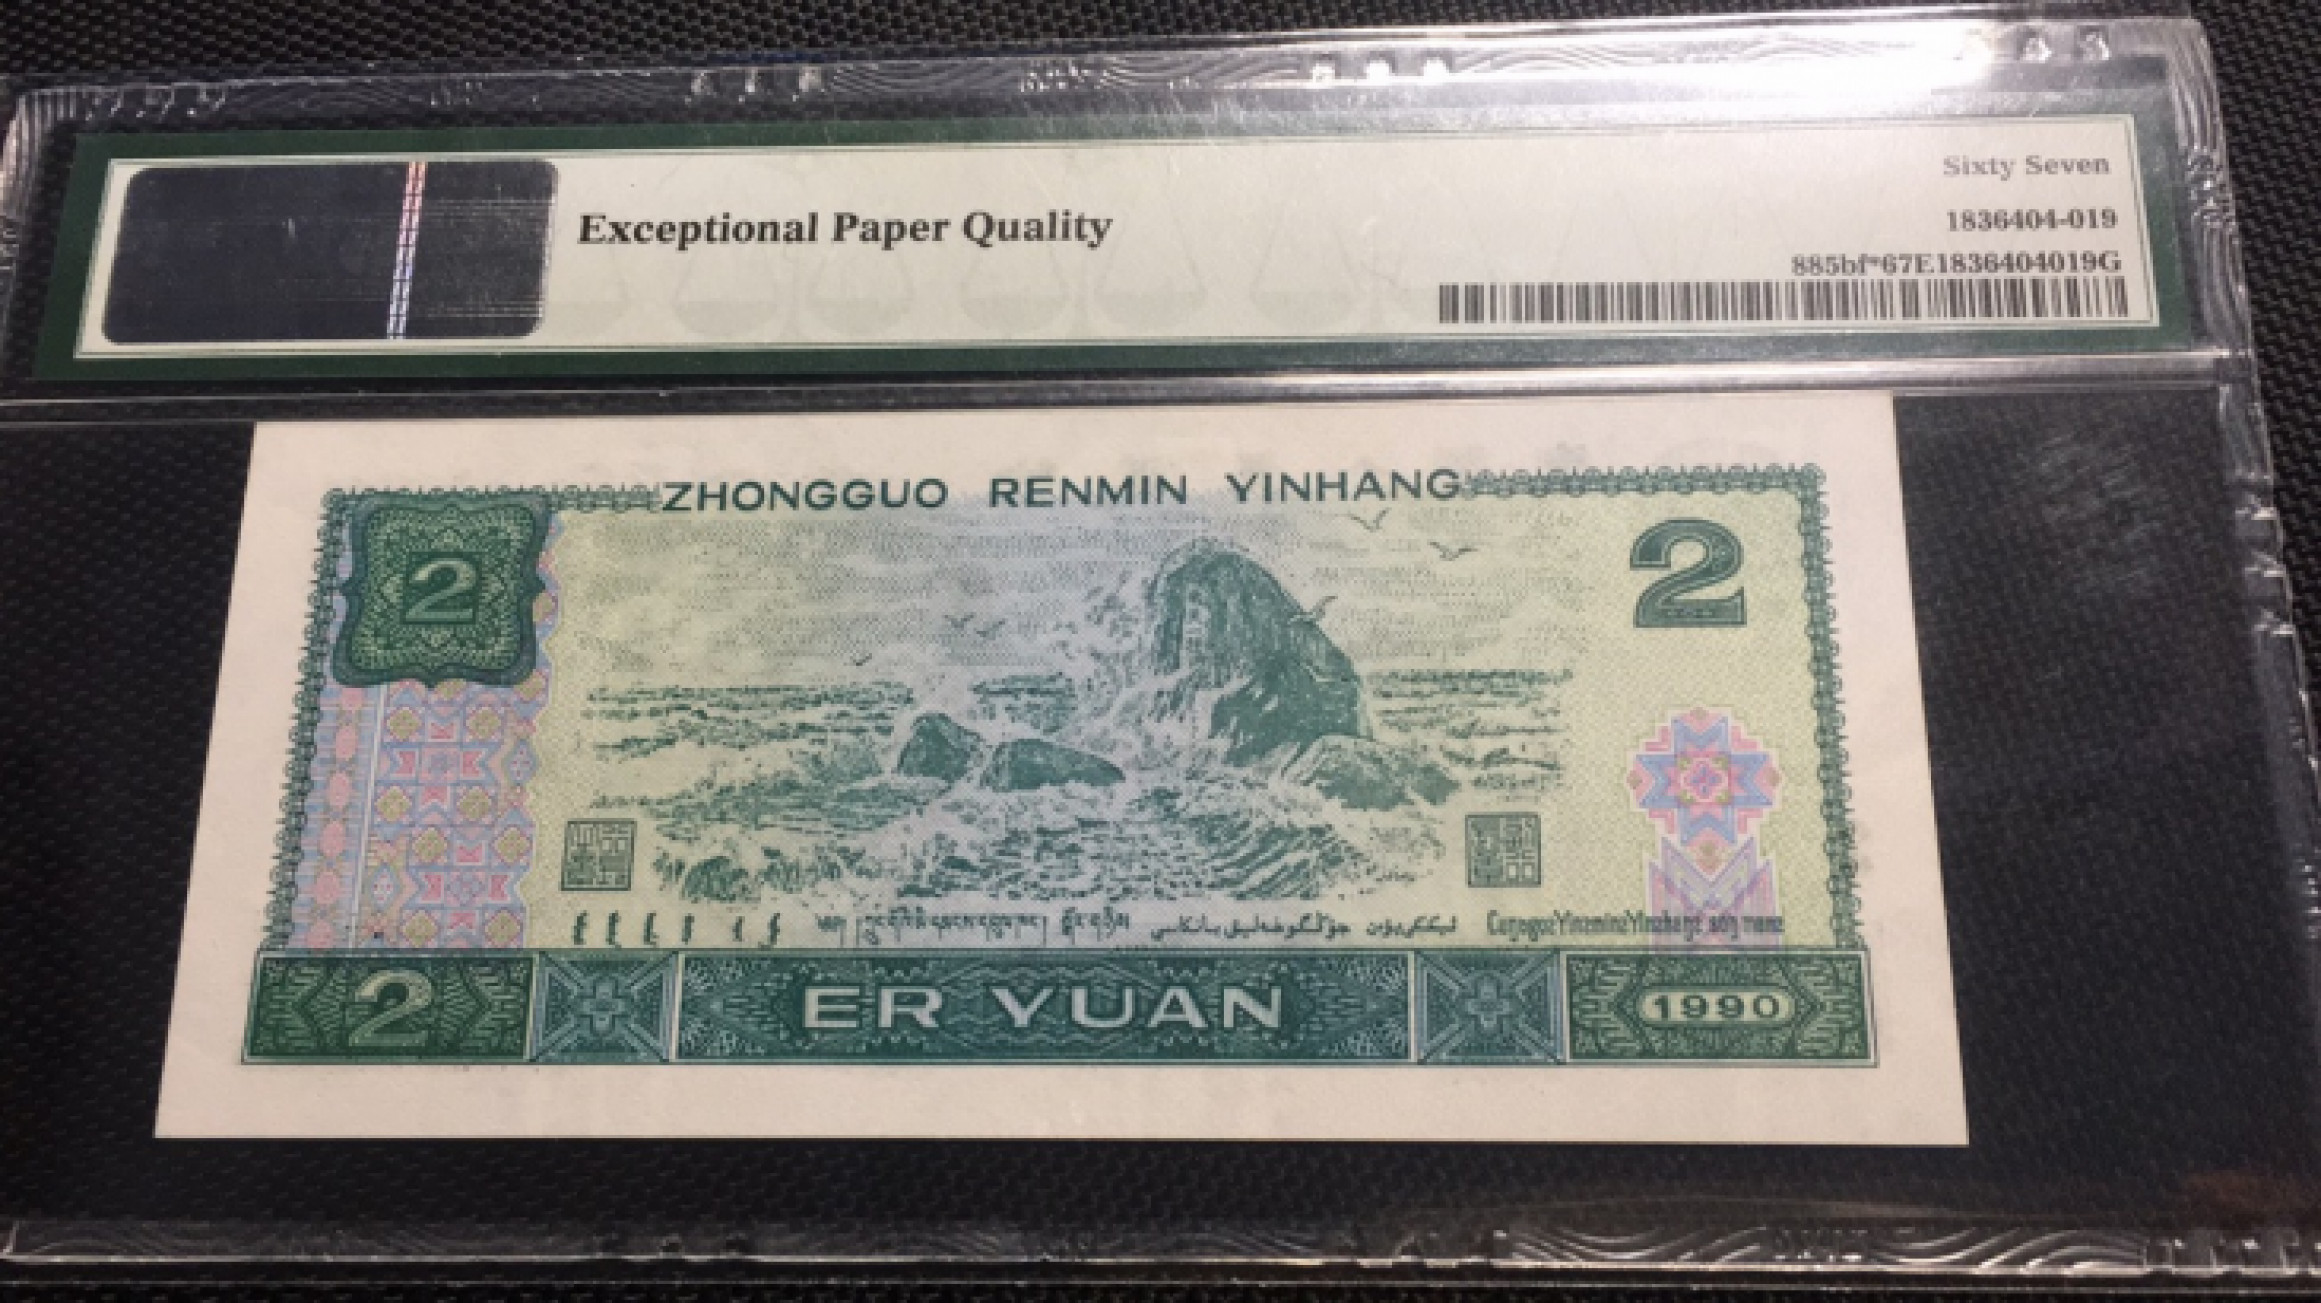 Sixty Seven
Exceptional Paper Quality
1836404-019
885bf*67E1836404019G
ZHONGGUO RENMIN YINHANG
2
2
2 ER YUAN 1990